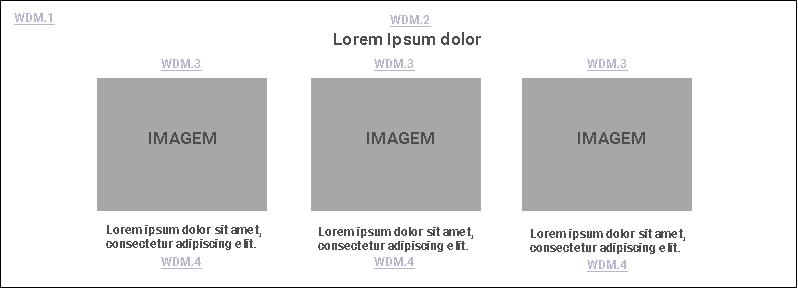 WDM.1
WDM.2
Lorem Ipsum dolor
WDM.3 WDM.3 WDM.3
IMAGEM IMAGEM IMAGEM
Lorem ipsum dolor sit amet,
consectetur adipiscing elit.
WDM.4
Lorem ipsum dolor sit amet,
consectetur adipiscing elit.
WDM.4
Lorem ipsum dolor sit amet,
consectetur adipiscing elit.
WDM.4